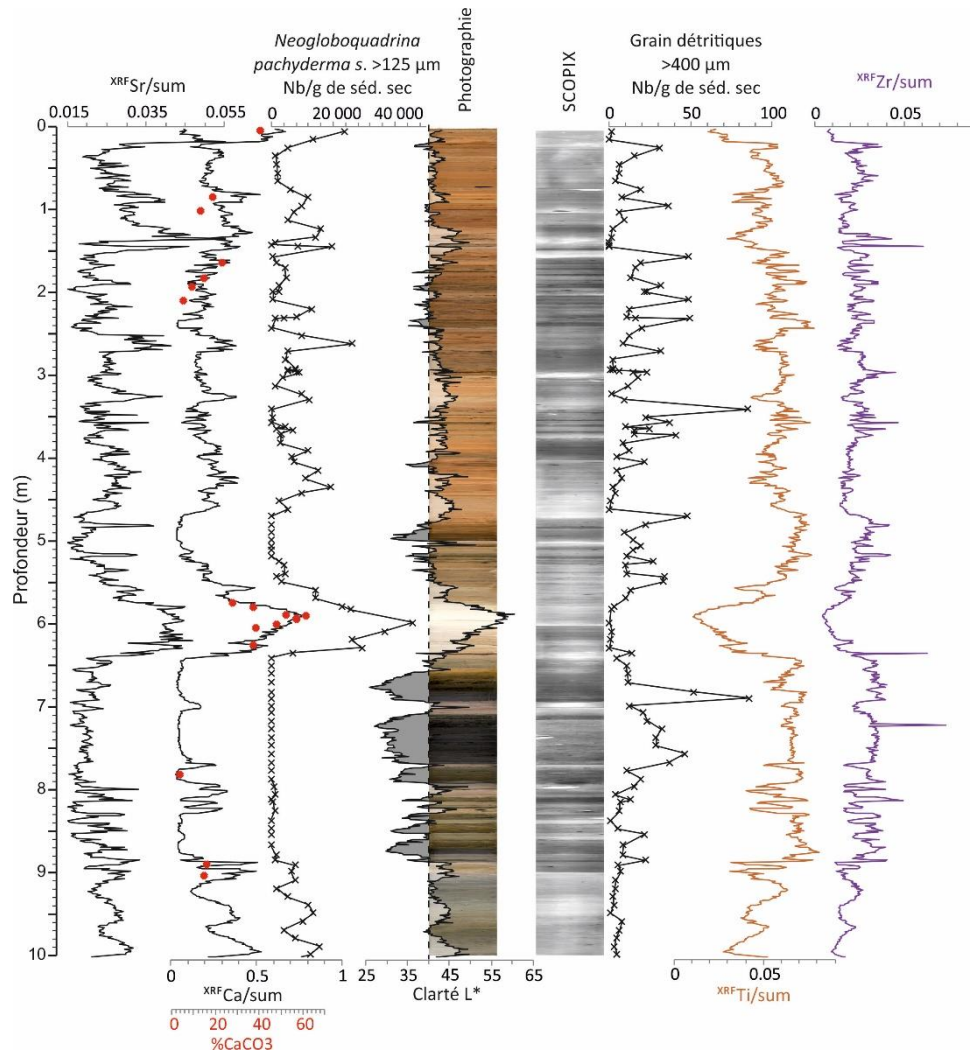 Neogloboquadrina
pachyderma s. >125 µm
Nb/g de séd. sec
XRFSr/sum
0.015 0.035 0.055
0 20 000 40 000
Photographie
SCOPIX
Grain détritiques
>400 µm
Nb/g de séd. sec
0 50 100
XRFZr/sum
0 0.05
Profondeur (m)
0
1
2
3
4
5
6
7
8
9
10
0 0.5 1
XRFCa/sum
0 20 40 60
%CaCO3
25 35 45 55 65
Clarté L*
0 0.05
XRFTi/sum